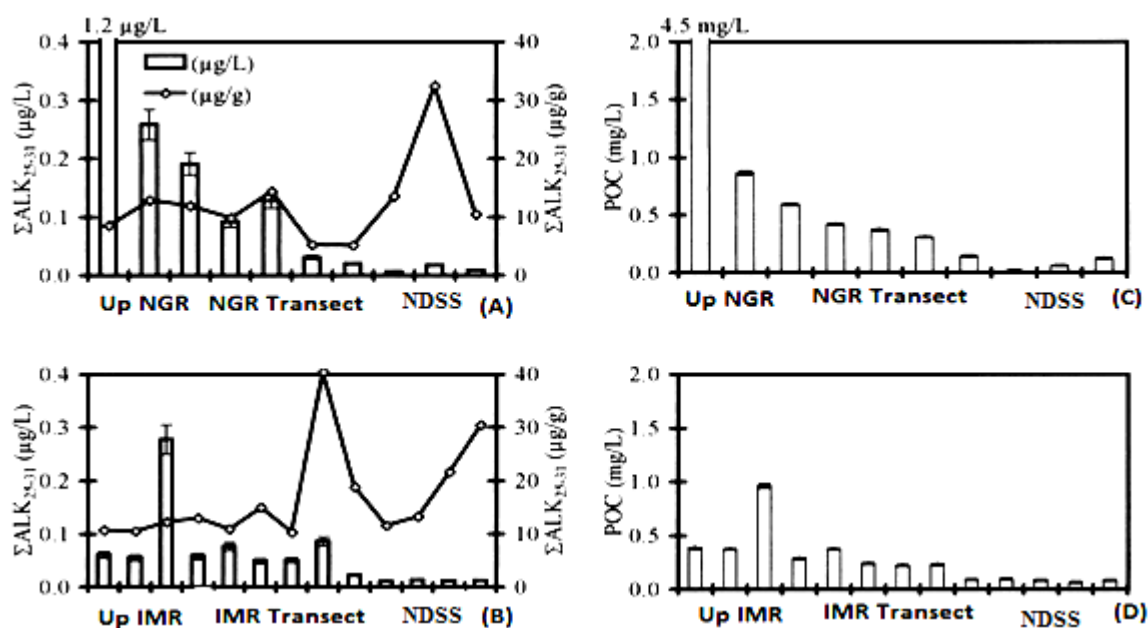 1.2 µg/L
0.4
0.3
0.2
0.1
0.0
ΣALK25-31 (µg/L)
(µg/L)
(µg/g)
40
30
20
10
0
ΣALK25-31 (µg/g)
Up NGR NGR Transect NDSS (A)
4.5 mg/L
2.0
1.5
1.0
0.5
0.0
POC (mg/L)
Up NGR NGR Transect NDSS (C)
0.4
0.3
0.2
0.1
0.0
ΣALK25-31 (µg/L)
40
30
20
10
0
ΣALK25-31 (µg/g)
Up IMR IMR Transect NDSS (B)
2.0
1.5
1.0
0.5
0.0
POC (mg/L)
Up IMR IMR Transect NDSS (D)